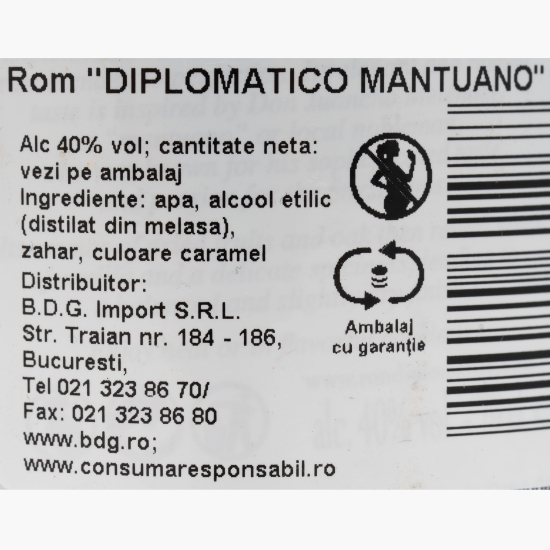 Rom "DIPLOMATICO MANTUANO"
Alc 40% vol; cantitate neta:
vezi pe ambalaj
Ingrediente: apa, alcool etilic
(distilat din melasa),
zahar, culoare caramel
Distribuitor:
B.D.G. Import S.R.L.
Str. Traian nr. 184 - 186,
Bucuresti,
Tel 021 323 86 70/
Fax: 021 323 86 80
www.bdg.ro;
www.consumaresponsabil.ro
Ambalaj
cu garanție